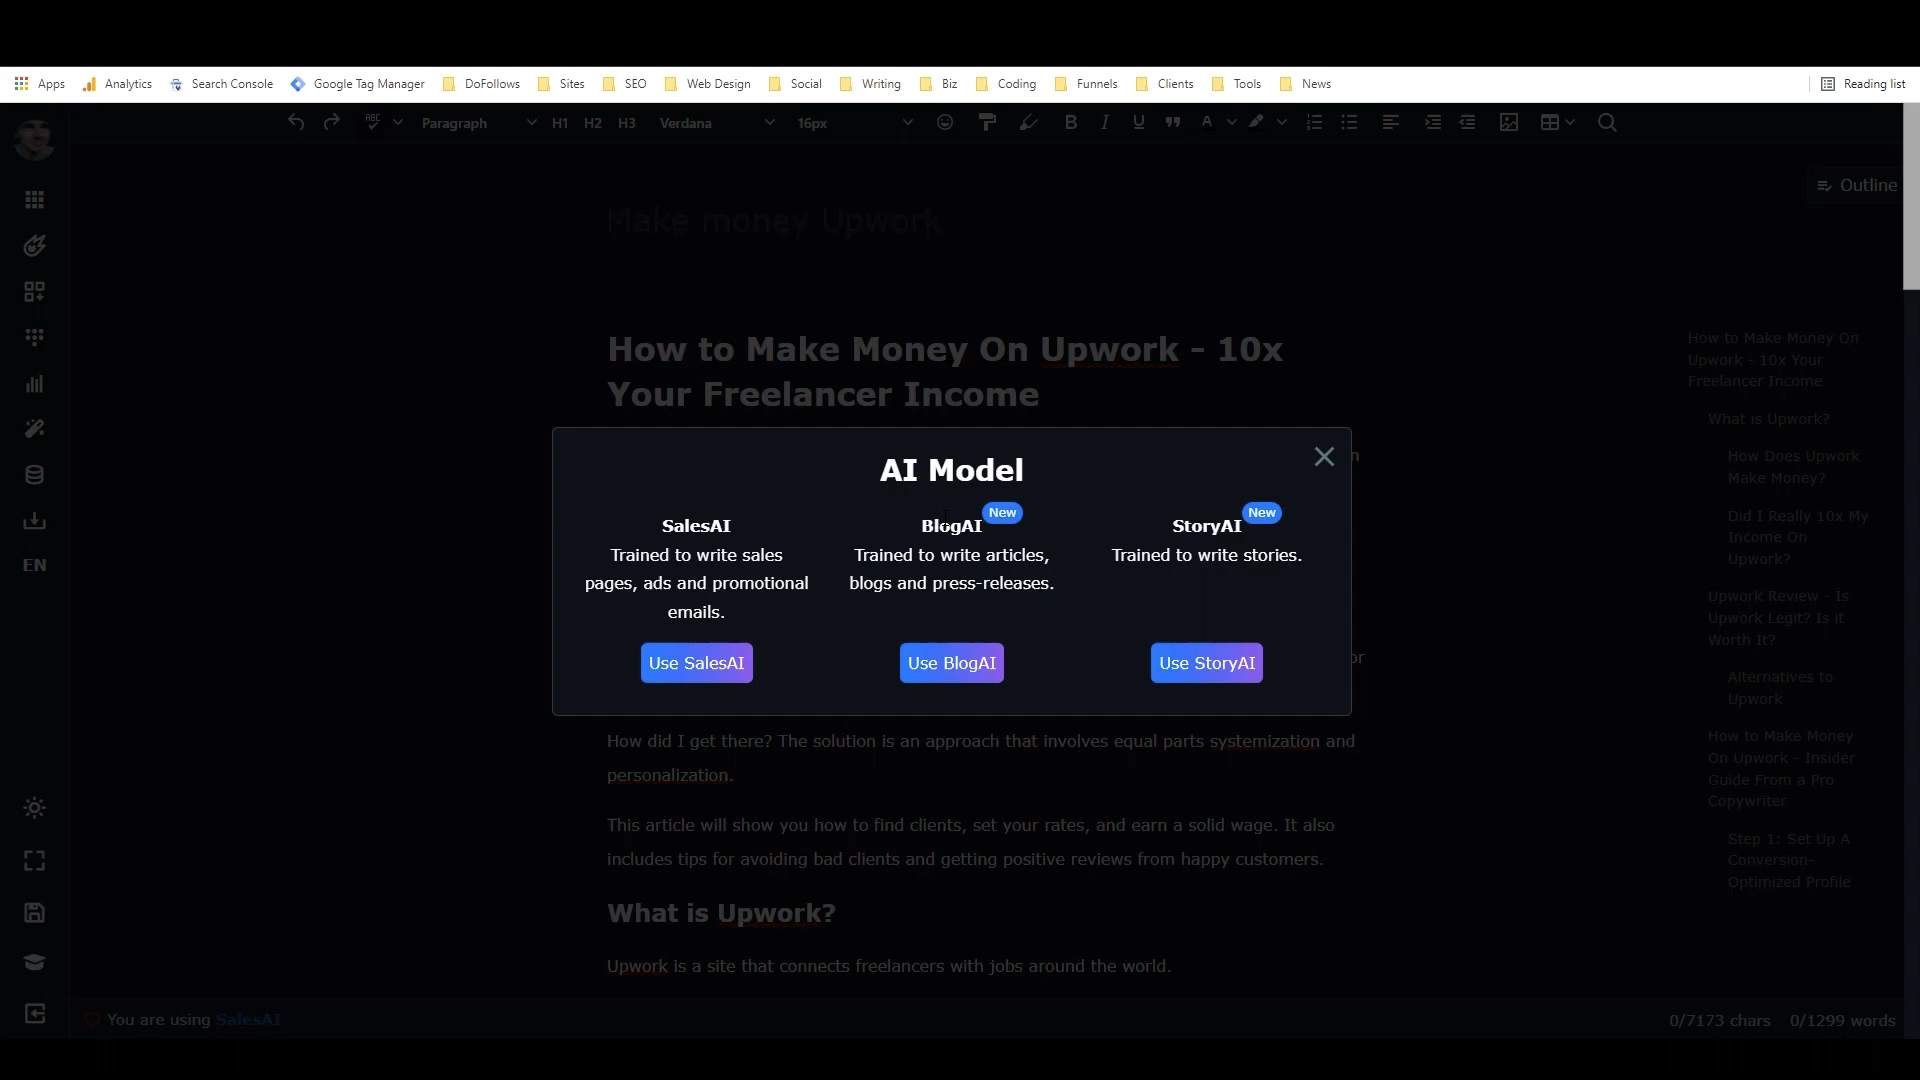 Apps Analytics Search Console Google Tag Manager DoFollows Sites SEO Web Design Social Writing Biz Coding Funnels Clients Tools News Reading list
ABC Paragraph H1 H2 H3 Verdana 16px B I U A
Outline
Make money Upwork
How to Make Money On Upwork - 10x
Your Freelancer Income
AI Model
SalesAI
Trained to write sales
pages, ads and promotional
emails.
Use SalesAI
BlogAI New
Trained to write articles,
blogs and press-releases.
Use BlogAI
StoryAI New
Trained to write stories.
Use StoryAI
How did I get there? The solution is an approach that involves equal parts systemization and
personalization.
This article will show you how to find clients, set your rates, and earn a solid wage. It also
includes tips for avoiding bad clients and getting positive reviews from happy customers.
What is Upwork?
Upwork is a site that connects freelancers with jobs around the world.
How to Make Money On
Upwork - 10x Your
Freelancer Income
What is Upwork?
How Does Upwork
Make Money?
Did I Really 10x My
Income On
Upwork?
Upwork Review - Is
Upwork Legit? Is it
Worth It?
Alternatives to
Upwork
How to Make Money
On Upwork - Insider
Guide From a Pro
Copywriter
Step 1: Set Up A
Conversion-
Optimized Profile
EN
You are using SalesAI
0/7173 chars 0/1299 words